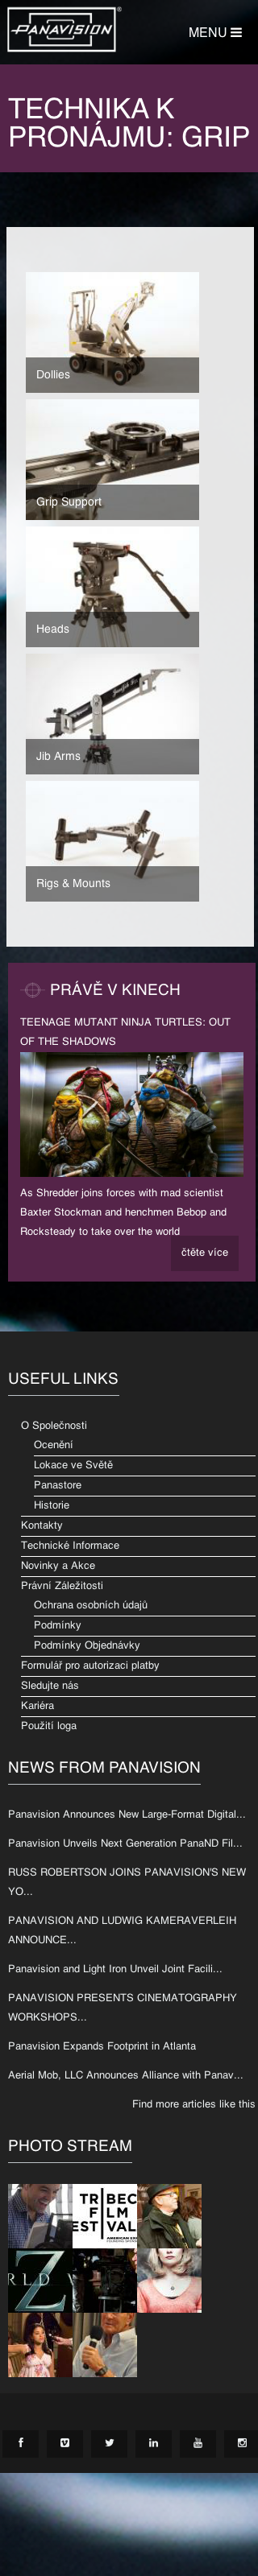 PANAVISION
MENU
TECHNIKA K
PRONÁJMU: GRIP
Dollies
Grip Support
Heads
Jib Arms
Rigs & Mounts
PRÁVĚ V KINECH
TEENAGE MUTANT NINJA TURTLES: OUT
OF THE SHADOWS
As Shredder joins forces with mad scientist
Baxter Stockman and henchmen Bebop and
Rocksteady to take over the world
čtěte více
USEFUL LINKS
O Společnosti
Ocenění
Lokace ve Světě
Panastore
Historie
Kontakty
Technické Informace
Novinky a Akce
Právní Záležitosti
Ochrana osobních údajů
Podmínky
Podmínky Objednávky
Formulář pro autorizaci platby
Sledujte nás
Kariéra
Použití loga
NEWS FROM PANAVISION
Panavision Announces New Large-Format Digital...
Panavision Unveils Next Generation PanaND Fil...
RUSS ROBERTSON JOINS PANAVISION'S NEW
YO...
PANAVISION AND LUDWIG KAMERAVERLEIH
ANNOUNCE...
Panavision and Light Iron Unveil Joint Facili...
PANAVISION PRESENTS CINEMATOGRAPHY
WORKSHOPS...
Panavision Expands Footprint in Atlanta
Aerial Mob, LLC Announces Alliance with Panav...
Find more articles like this
PHOTO STREAM
TRIBEC
FILM
ESTIVAL
RLD Z